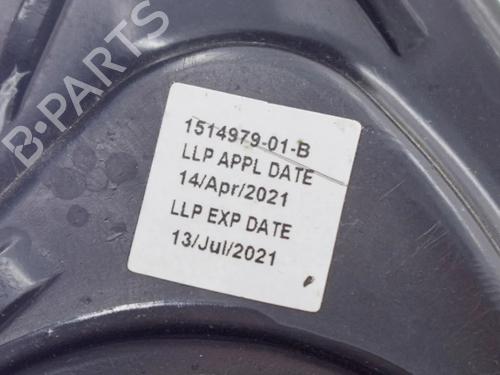 B-PARTS
1514979-01-B
LLP APPL DATE
14/Apr/2021
LLP EXP DATE
13/Jul/2021